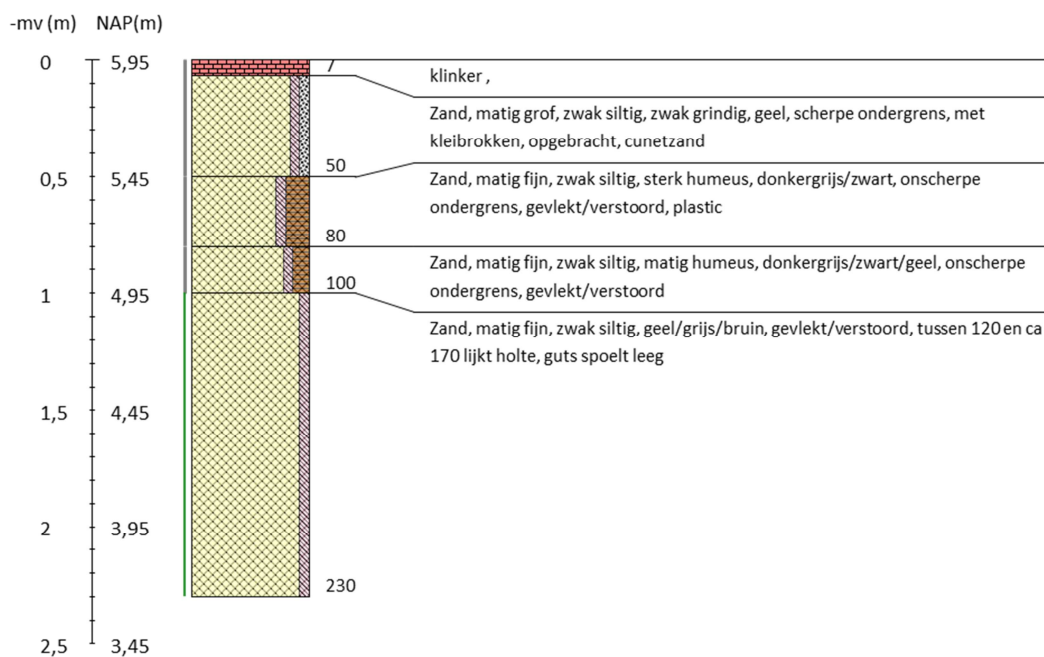 -mv (m) NAP(m)
0 5,95
7
klinker ,
Zand, matig grof, zwak siltig, zwak grindig, geel, scherpe ondergrens, met
kleibrokken, opgebracht, cunetzand
50
0,5 5,45
Zand, matig fijn, zwak siltig, sterk humeus, donkergrijs/zwart, onscherpe
ondergrens, gevlekt/verstoord, plastic
80
Zand, matig fijn, zwak siltig, matig humeus, donkergrijs/zwart/geel, onscherpe
ondergrens, gevlekt/verstoord
100
1 4,95
Zand, matig fijn, zwak siltig, geel/grijs/bruin, gevlekt/verstoord, tussen 120 en ca
170 lijkt holte, guts spoelt leeg
1,5 4,45
2 3,95
230
2,5 3,45